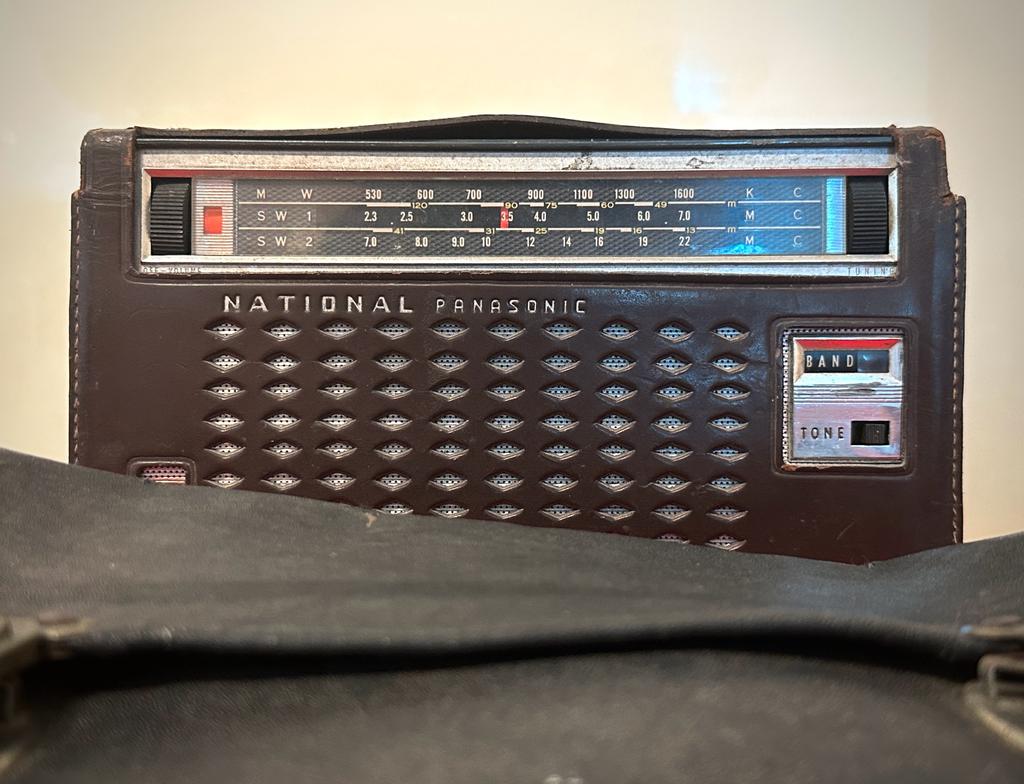 M W 530 600 700 900 1100 1300 1600 K C
120 90 75 60 49 m
S W 1 2.3 2.5 3.0 3.5 4.0 5.0 6.0 7.0 M C
41 31 25 19 16 13 m
S W 2 7.0 8.0 9.0 10 12 14 16 19 22 M C
OFF-VOLUME TUNING
NATIONAL PANASONIC
BAND
TONE